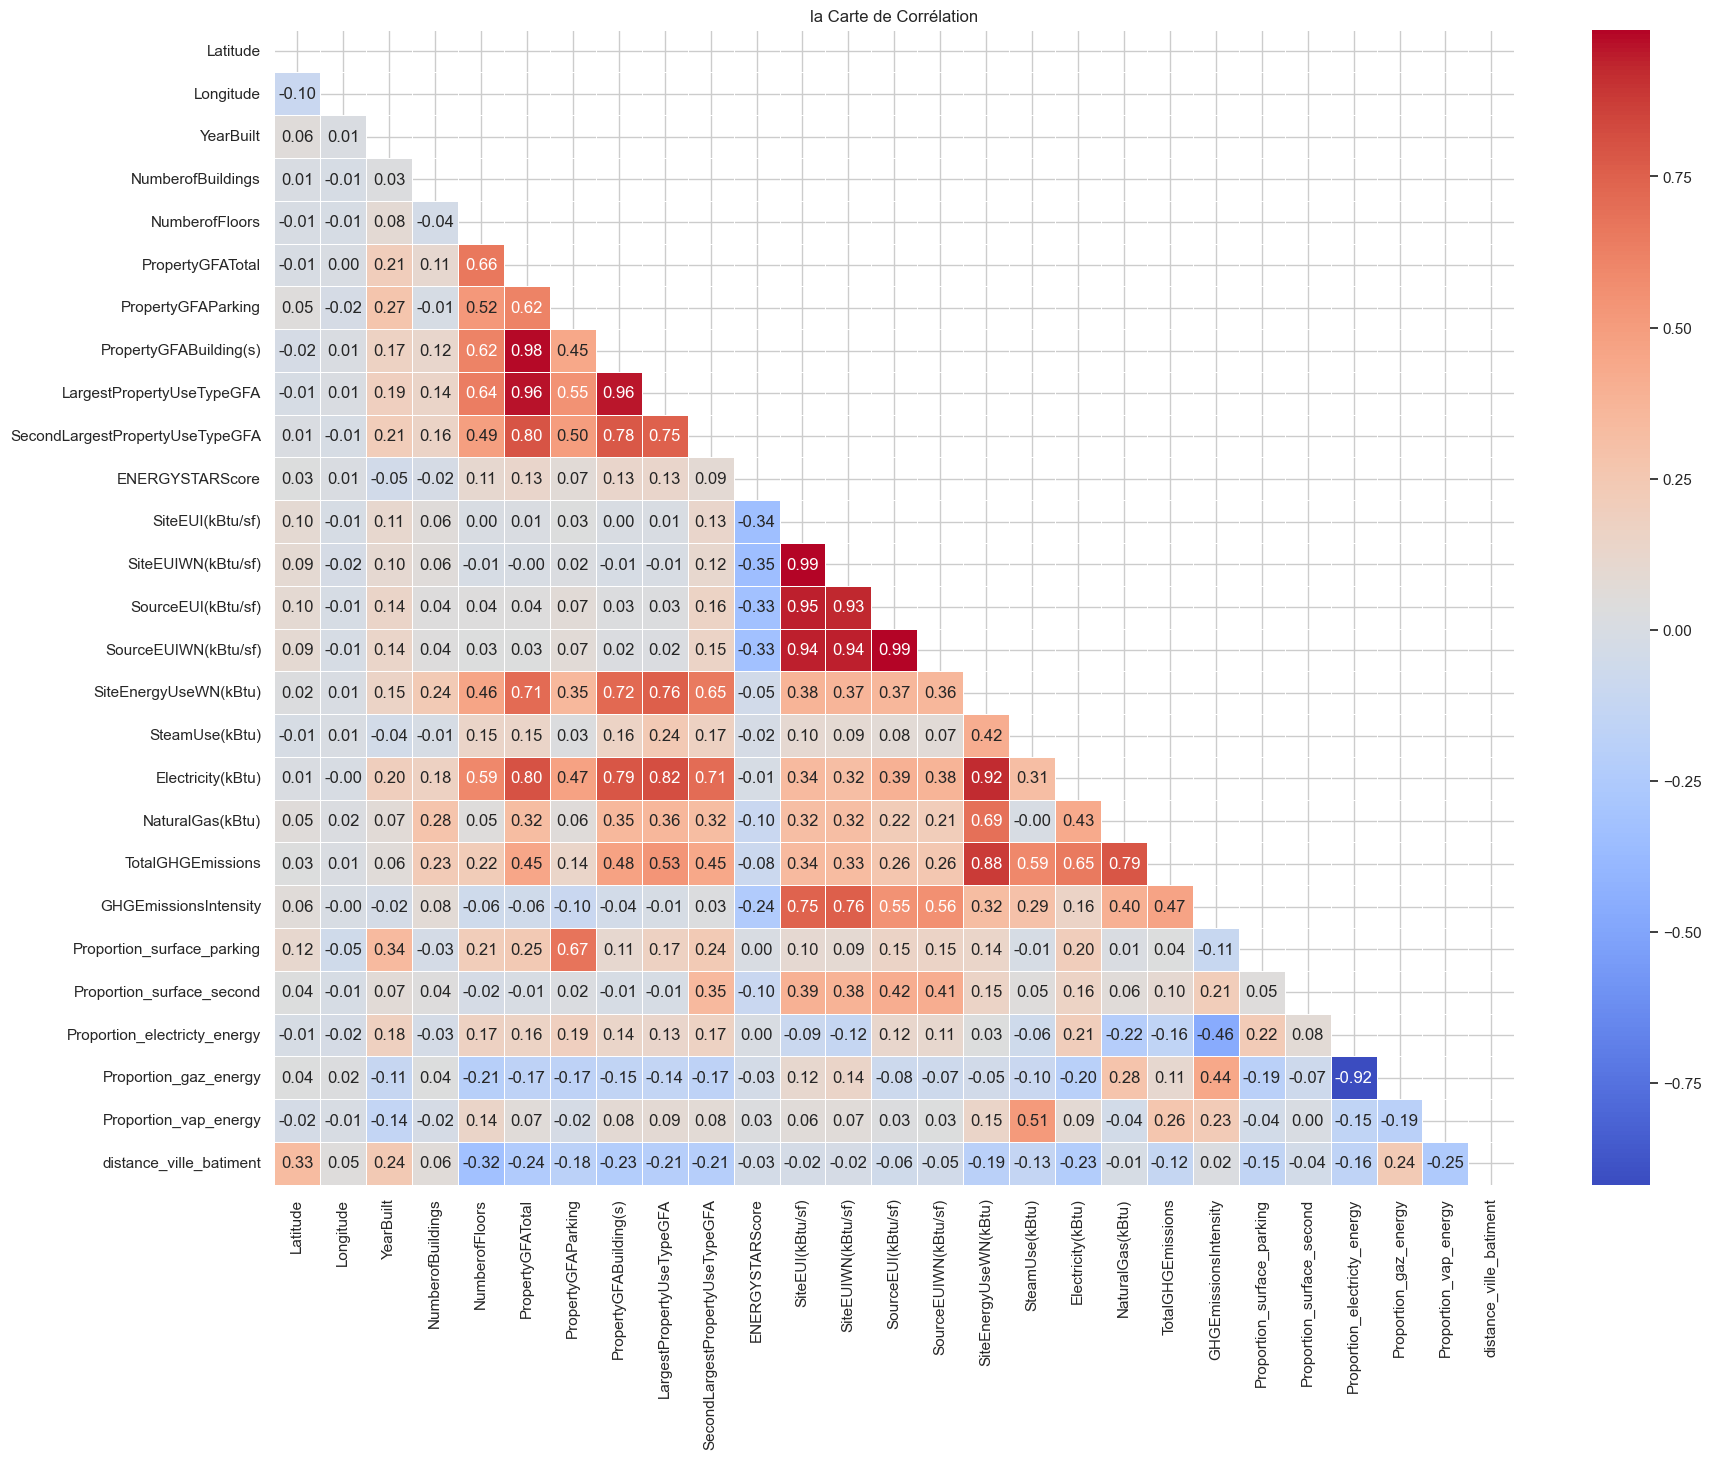 la Carte de Corrélation
Latitude
Longitude -0.10
YearBuilt 0.06 0.01
NumberofBuildings 0.01 -0.01 0.03
NumberofFloors -0.01 -0.01 0.08 -0.04
PropertyGFATotal -0.01 0.00 0.21 0.11 0.66
PropertyGFAParking 0.05 -0.02 0.27 -0.01 0.52 0.62
PropertyGFABuilding(s) -0.02 0.01 0.17 0.12 0.62 0.98 0.45
LargestPropertyUseTypeGFA -0.01 0.01 0.19 0.14 0.64 0.96 0.55 0.96
SecondLargestPropertyUseTypeGFA 0.01 -0.01 0.21 0.16 0.49 0.80 0.50 0.78 0.75
ENERGYSTARScore 0.03 0.01 -0.05 -0.02 0.11 0.13 0.07 0.13 0.13 0.09
SiteEUI(kBtu/sf) 0.10 -0.01 0.11 0.06 0.00 0.01 0.03 0.00 0.01 0.13 -0.34
SiteEUIWN(kBtu/sf) 0.09 -0.02 0.10 0.06 -0.01 -0.00 0.02 -0.01 -0.01 0.12 -0.35 0.99
SourceEUI(kBtu/sf) 0.10 -0.01 0.14 0.04 0.04 0.04 0.07 0.03 0.03 0.16 -0.33 0.95 0.93
SourceEUIWN(kBtu/sf) 0.09 -0.01 0.14 0.04 0.03 0.03 0.07 0.02 0.02 0.15 -0.33 0.94 0.94 0.99
SiteEnergyUseWN(kBtu) 0.02 0.01 0.15 0.24 0.46 0.71 0.35 0.72 0.76 0.65 -0.05 0.38 0.37 0.37 0.36
SteamUse(kBtu) -0.01 0.01 -0.04 -0.01 0.15 0.15 0.03 0.16 0.24 0.17 -0.02 0.10 0.09 0.08 0.07 0.42
Electricity(kBtu) 0.01 -0.00 0.20 0.18 0.59 0.80 0.47 0.79 0.82 0.71 -0.01 0.34 0.32 0.39 0.38 0.92 0.31
NaturalGas(kBtu) 0.05 0.02 0.07 0.28 0.05 0.32 0.06 0.35 0.36 0.32 -0.10 0.32 0.32 0.22 0.21 0.69 -0.00 0.43
TotalGHGEmissions 0.03 0.01 0.06 0.23 0.22 0.45 0.14 0.48 0.53 0.45 -0.08 0.34 0.33 0.26 0.26 0.88 0.59 0.65 0.79
GHGEmissionsIntensity 0.06 -0.00 -0.02 0.08 -0.06 -0.06 -0.10 -0.04 -0.01 0.03 -0.24 0.75 0.76 0.55 0.56 0.32 0.29 0.16 0.40 0.47
Proportion_surface_parking 0.12 -0.05 0.34 -0.03 0.21 0.25 0.67 0.11 0.17 0.24 0.00 0.10 0.09 0.15 0.15 0.14 -0.01 0.20 0.01 0.04 -0.11
Proportion_surface_second 0.04 -0.01 0.07 0.04 -0.02 -0.01 0.02 -0.01 -0.01 0.35 -0.10 0.39 0.38 0.42 0.41 0.15 0.05 0.16 0.06 0.10 0.21 0.05
Proportion_electricty_energy -0.01 -0.02 0.18 -0.03 0.17 0.16 0.19 0.14 0.13 0.17 0.00 -0.09 -0.12 0.12 0.11 0.03 -0.06 0.21 -0.22 -0.16 -0.46 0.22 0.08
Proportion_gaz_energy 0.04 0.02 -0.11 0.04 -0.21 -0.17 -0.17 -0.15 -0.14 -0.17 -0.03 0.12 0.14 -0.08 -0.07 -0.05 -0.10 -0.20 0.28 0.11 0.44 -0.19 -0.07 -0.92
Proportion_vap_energy -0.02 -0.01 -0.14 -0.02 0.14 0.07 -0.02 0.08 0.09 0.08 0.03 0.06 0.07 0.03 0.03 0.15 0.51 0.09 -0.04 0.26 0.23 -0.04 0.00 -0.15 -0.19
distance_ville_batiment 0.33 0.05 0.24 0.06 -0.32 -0.24 -0.18 -0.23 -0.21 -0.21 -0.03 -0.02 -0.02 -0.06 -0.05 -0.19 -0.13 -0.23 -0.01 -0.12 0.02 -0.15 -0.04 -0.16 0.24 -0.25
Latitude
Longitude
YearBuilt
NumberofBuildings
NumberofFloors
PropertyGFATotal
PropertyGFAParking
PropertyGFABuilding(s)
LargestPropertyUseTypeGFA
SecondLargestPropertyUseTypeGFA
ENERGYSTARScore
SiteEUI(kBtu/sf)
SiteEUIWN(kBtu/sf)
SourceEUI(kBtu/sf)
SourceEUIWN(kBtu/sf)
SiteEnergyUseWN(kBtu)
SteamUse(kBtu)
Electricity(kBtu)
NaturalGas(kBtu)
TotalGHGEmissions
GHGEmissionsIntensity
Proportion_surface_parking
Proportion_surface_second
Proportion_electricty_energy
Proportion_gaz_energy
Proportion_vap_energy
distance_ville_batiment
0.75
0.50
0.25
0.00
−0.25
−0.50
−0.75